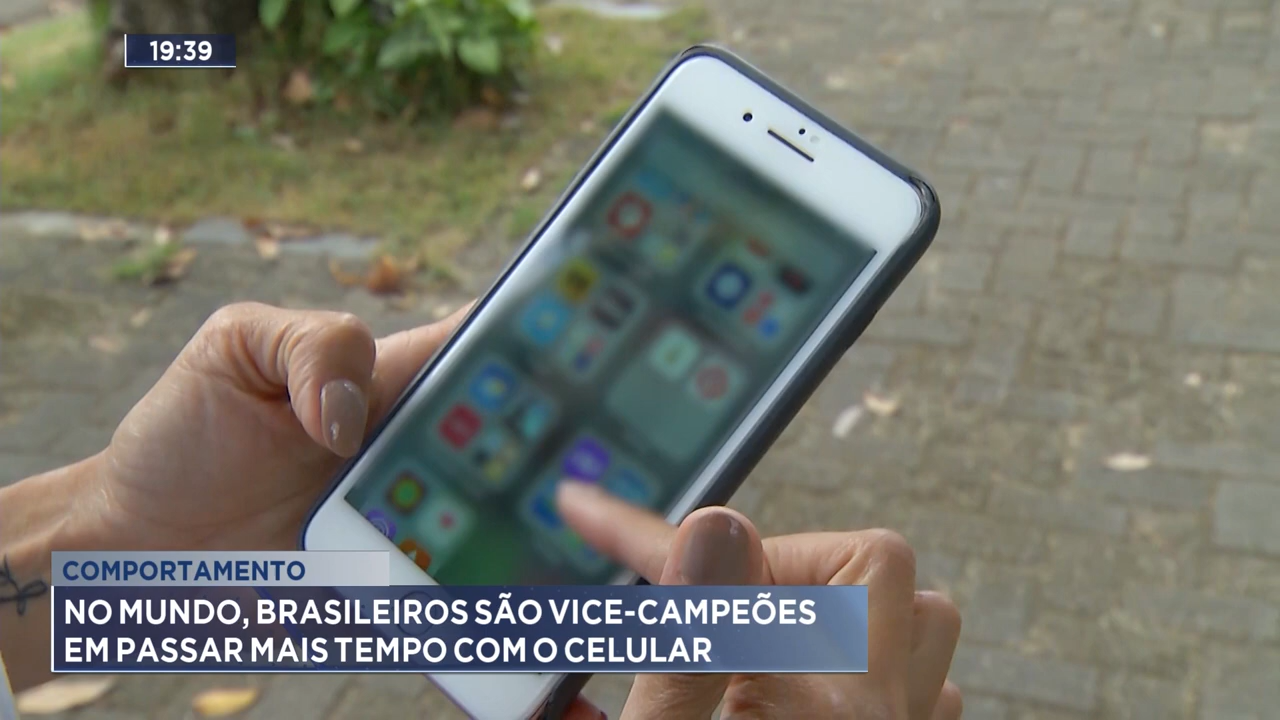 19:39
COMPORTAMENTO
NO MUNDO, BRASILEIROS SÃO VICE-CAMPEÕES
EM PASSAR MAIS TEMPO COM O CELULAR